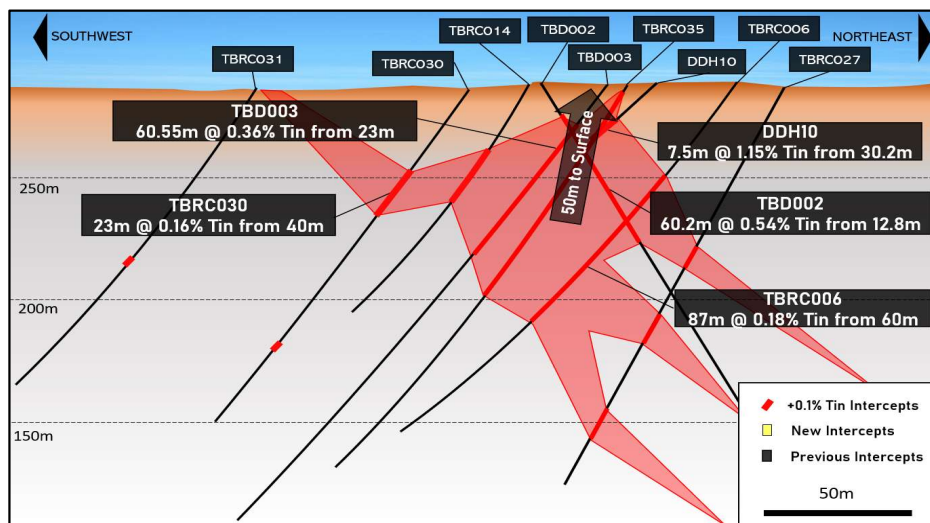 SOUTHWEST
NORTHEAST
TBRC031
TBRC030
TBRC014
TBD002
TBD003
TBRC035
DDH10
TBRC006
TBRC027
TBD003
60.55m @ 0.36% Tin from 23m
DDH10
7.5m @ 1.15% Tin from 30.2m
50m to Surface
250m
TBRC030
23m @ 0.16% Tin from 40m
TBD002
60.2m @ 0.54% Tin from 12.8m
200m
TBRC006
87m @ 0.18% Tin from 60m
150m
+0.1% Tin Intercepts
New Intercepts
Previous Intercepts
50m